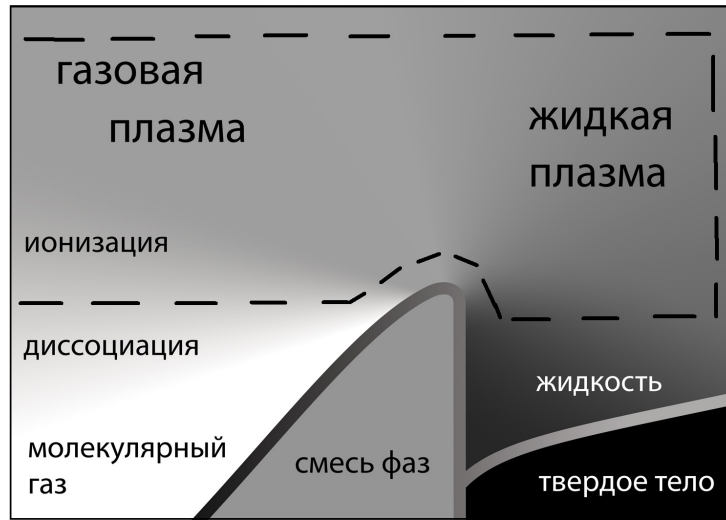 газовая
плазма
жидкая
плазма
ионизация
диссоциация
жидкость
молекулярный
газ
смесь фаз
твердое тело